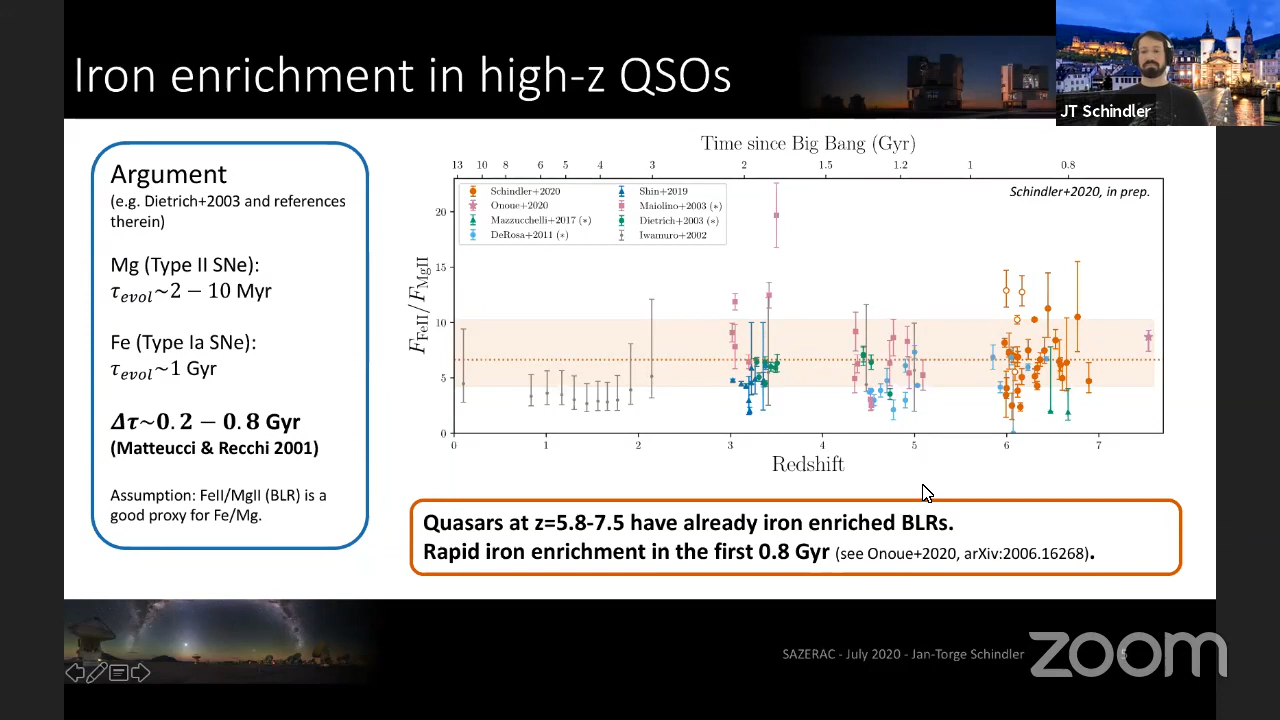 Iron enrichment in high-z QSOs
JT Schindler
Argument
(e.g. Dietrich+2003 and references
therein)
Mg (Type II SNe):
τevol~2 − 10 Myr
Fe (Type Ia SNe):
τevol~1 Gyr
Δτ~0.2 − 0.8 Gyr
(Matteucci & Recchi 2001)
Assumption: FeII/MgII (BLR) is a
good proxy for Fe/Mg.
Time since Big Bang (Gyr)
13 10 8 6 5 4 3 2 1.5 1.2 1 0.8
Schindler+2020
Onoue+2020
Mazzucchelli+2017 (*)
DeRosa+2011 (*)
Shin+2019
Maiolino+2003 (*)
Dietrich+2003 (*)
Iwamuro+2002
Schindler+2020, in prep.
FFeII/FMgII
20
15
10
5
0
0 1 2 3 4 5 6 7
Redshift
Quasars at z=5.8-7.5 have already iron enriched BLRs.
Rapid iron enrichment in the first 0.8 Gyr (see Onoue+2020, arXiv:2006.16268).
SAZERAC - July 2020 - Jan-Torge Schindler
5
zoom